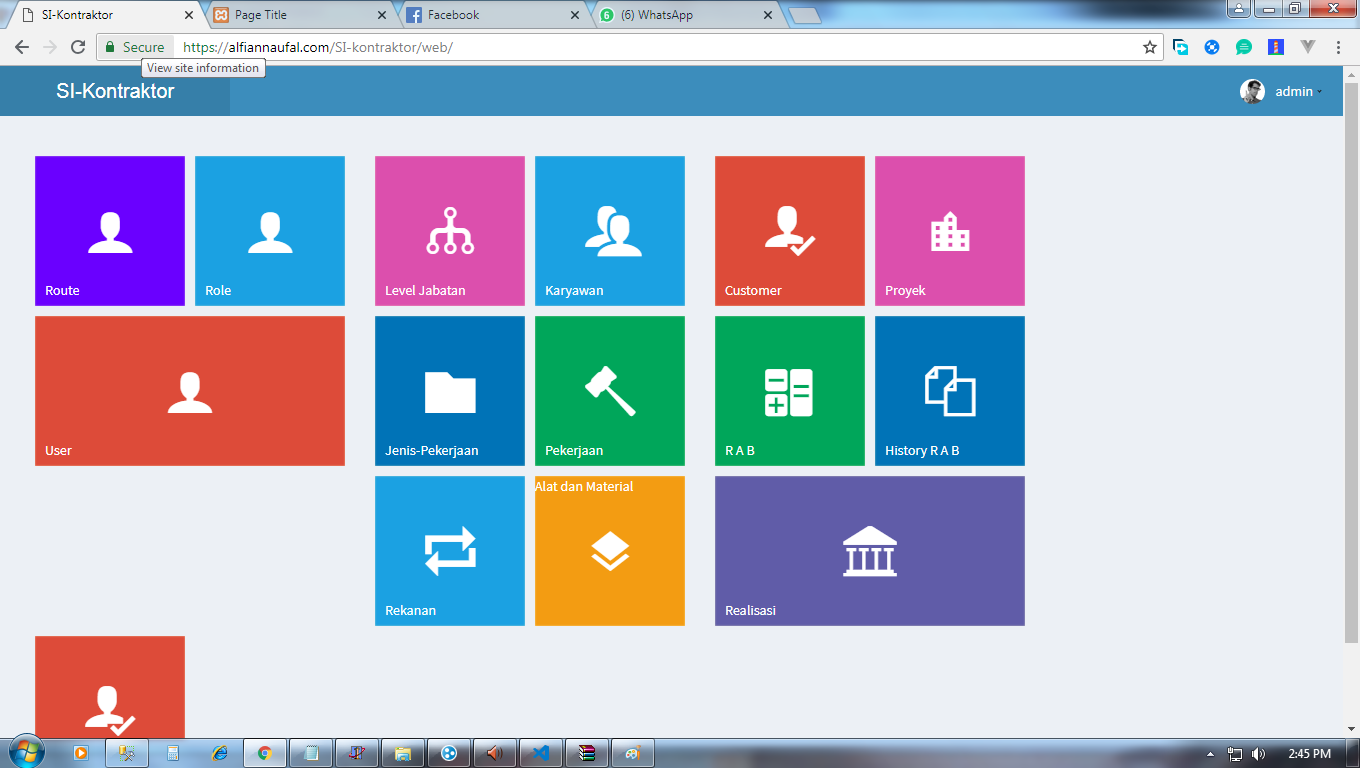 SI-Kontraktor
Page Title
Facebook
(6) WhatsApp
Secure
https://alfiannaufal.com/SI-kontraktor/web/
View site information
SI-Kontraktor
admin
Route
Role
Level Jabatan
Karyawan
Customer
Proyek
User
Jenis-Pekerjaan
Pekerjaan
R A B
History R A B
Alat dan Material
Rekanan
Realisasi
2:45 PM